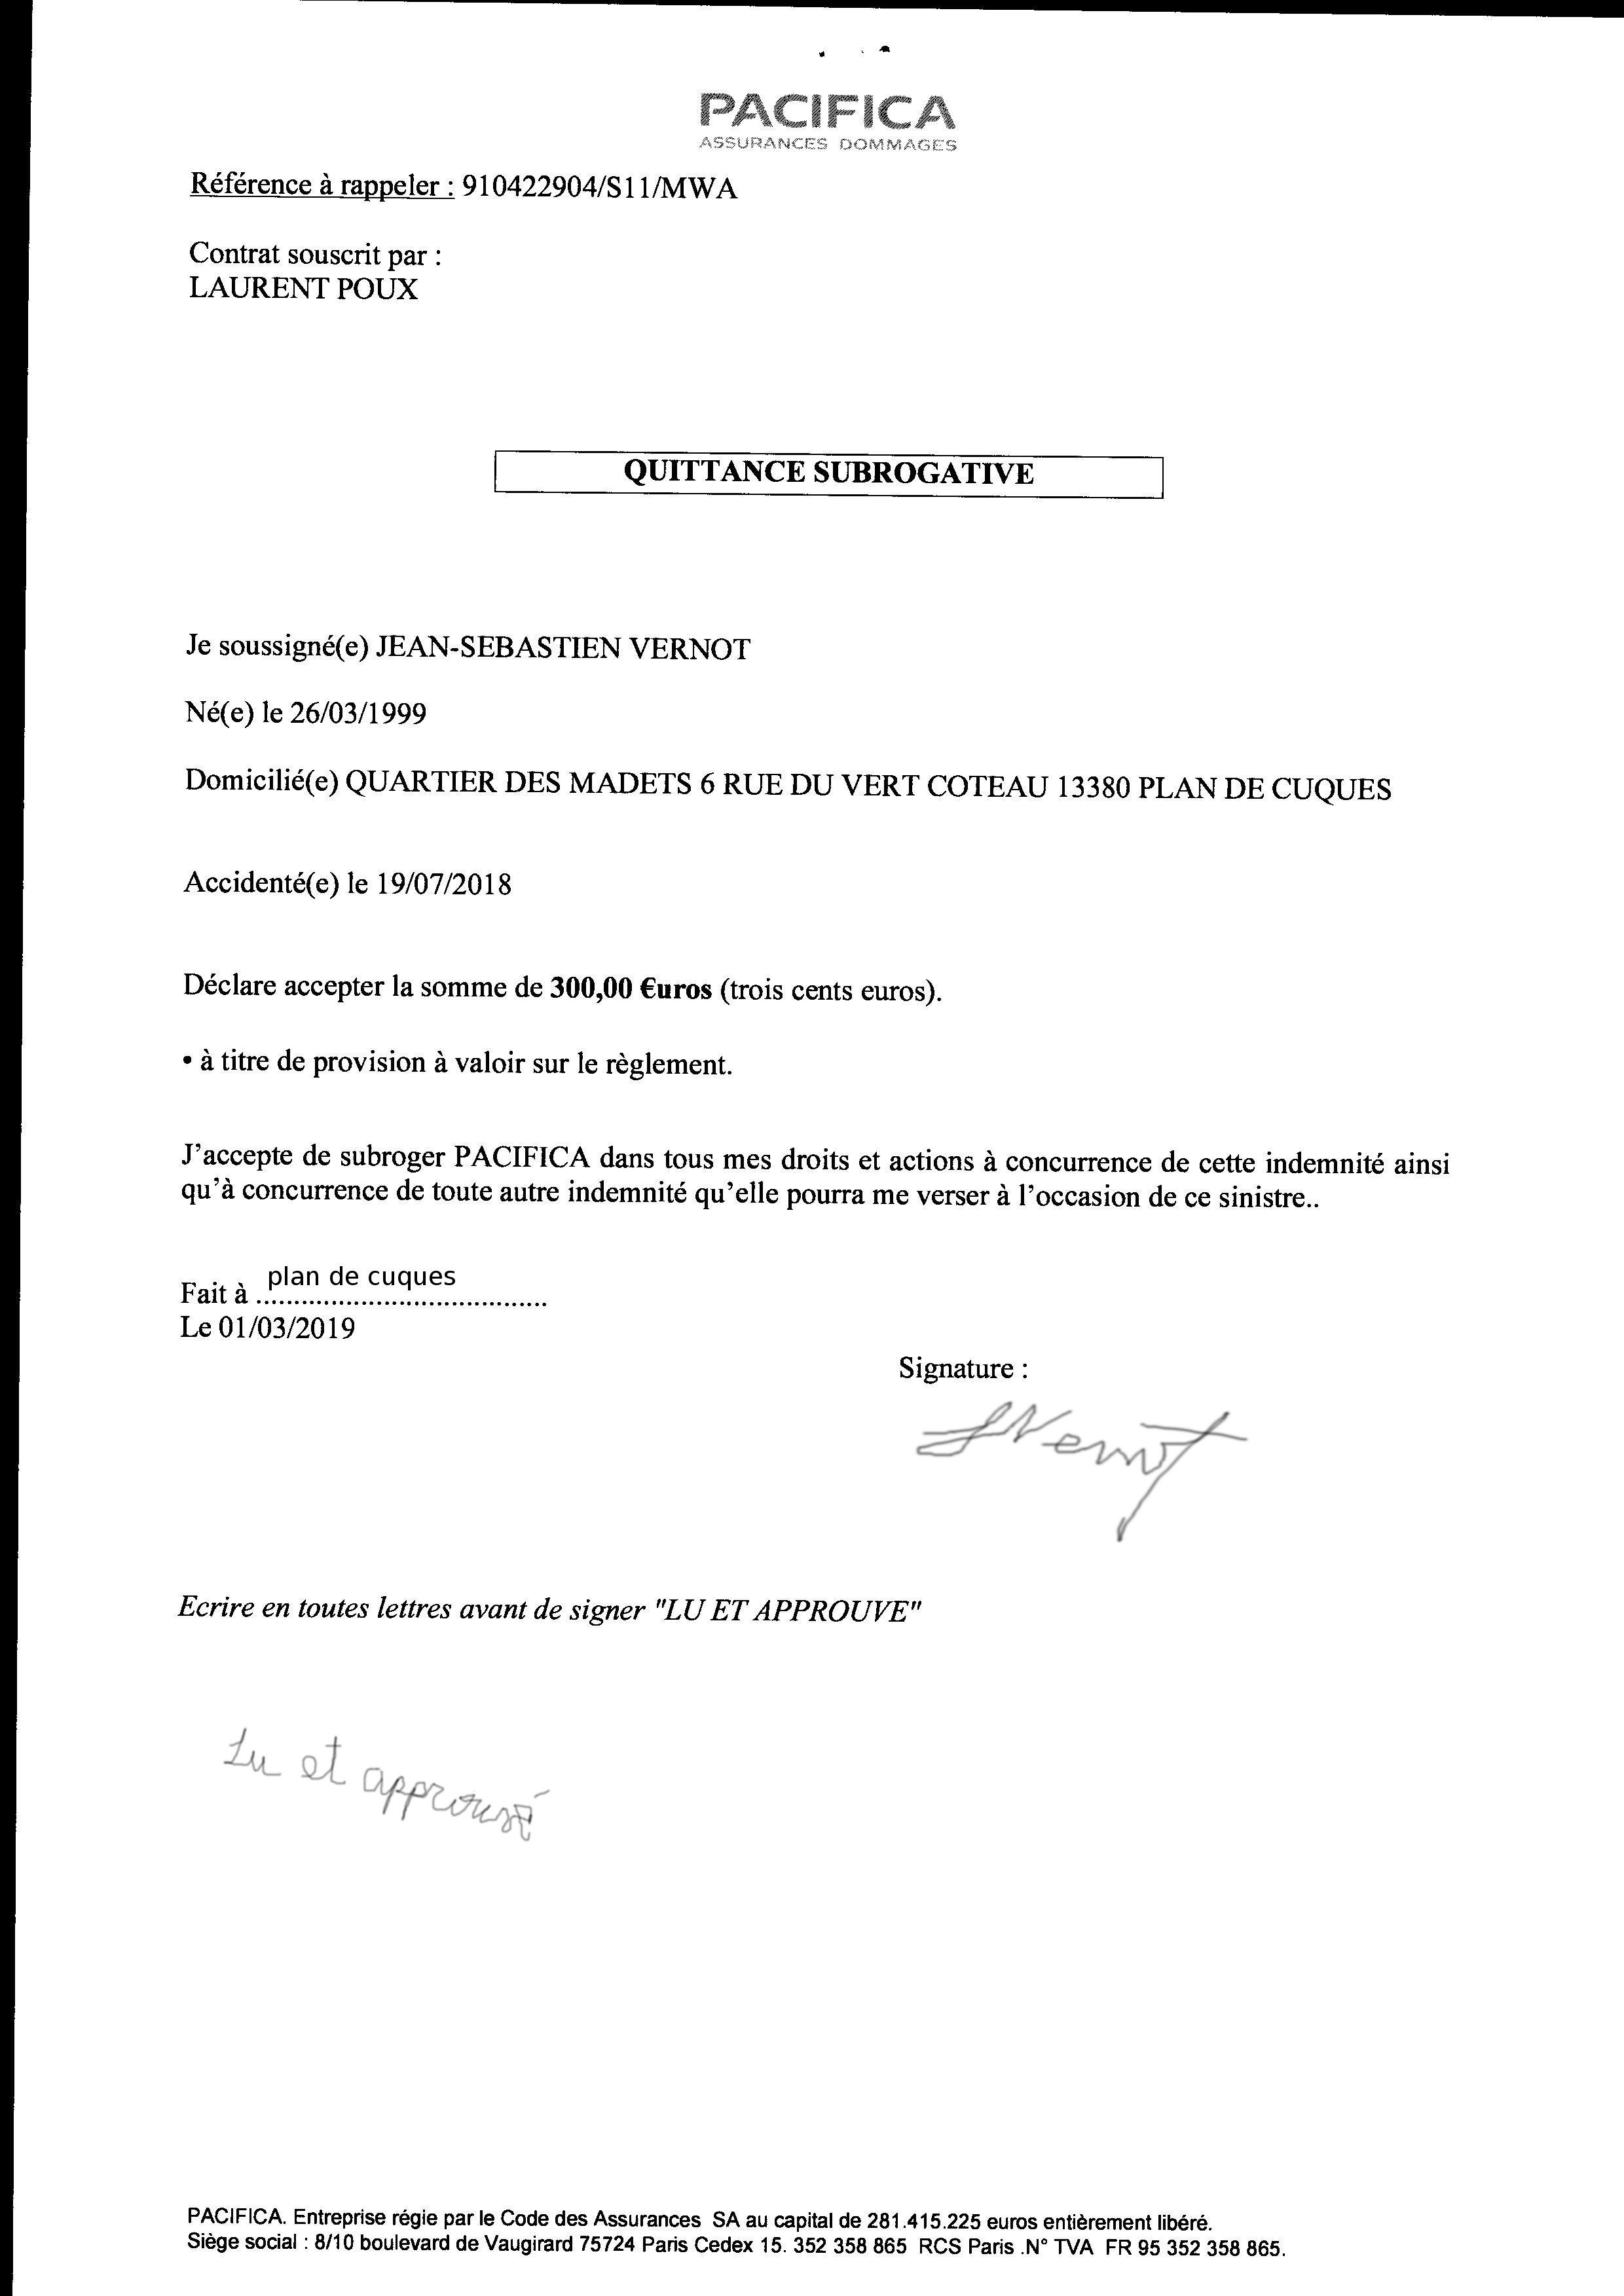 PACIFICA
ASSURANCES DOMMAGES
Référence à rappeler : 910422904/S11/MWA
Contrat souscrit par :
LAURENT POUX
QUITTANCE SUBROGATIVE
Je soussigné(e) JEAN-SEBASTIEN VERNOT
Né(e) le 26/03/1999
Domicilié(e) QUARTIER DES MADETS 6 RUE DU VERT COTEAU 13380 PLAN DE CUQUES
Accidenté(e) le 19/07/2018
Déclare accepter la somme de 300,00 €uros (trois cents euros).
• à titre de provision à valoir sur le règlement.
J'accepte de subroger PACIFICA dans tous mes droits et actions à concurrence de cette indemnité ainsi
qu'à concurrence de toute autre indemnité qu'elle pourra me verser à l'occasion de ce sinistre..
Fait à plan de cuques
Le 01/03/2019
Signature :
JVernot
Ecrire en toutes lettres avant de signer "LU ET APPROUVE"
Lu et approuvé
PACIFICA. Entreprise régie par le Code des Assurances SA au capital de 281.415.225 euros entièrement libéré.
Siège social : 8/10 boulevard de Vaugirard 75724 Paris Cedex 15. 352 358 865 RCS Paris .N° TVA FR 95 352 358 865.